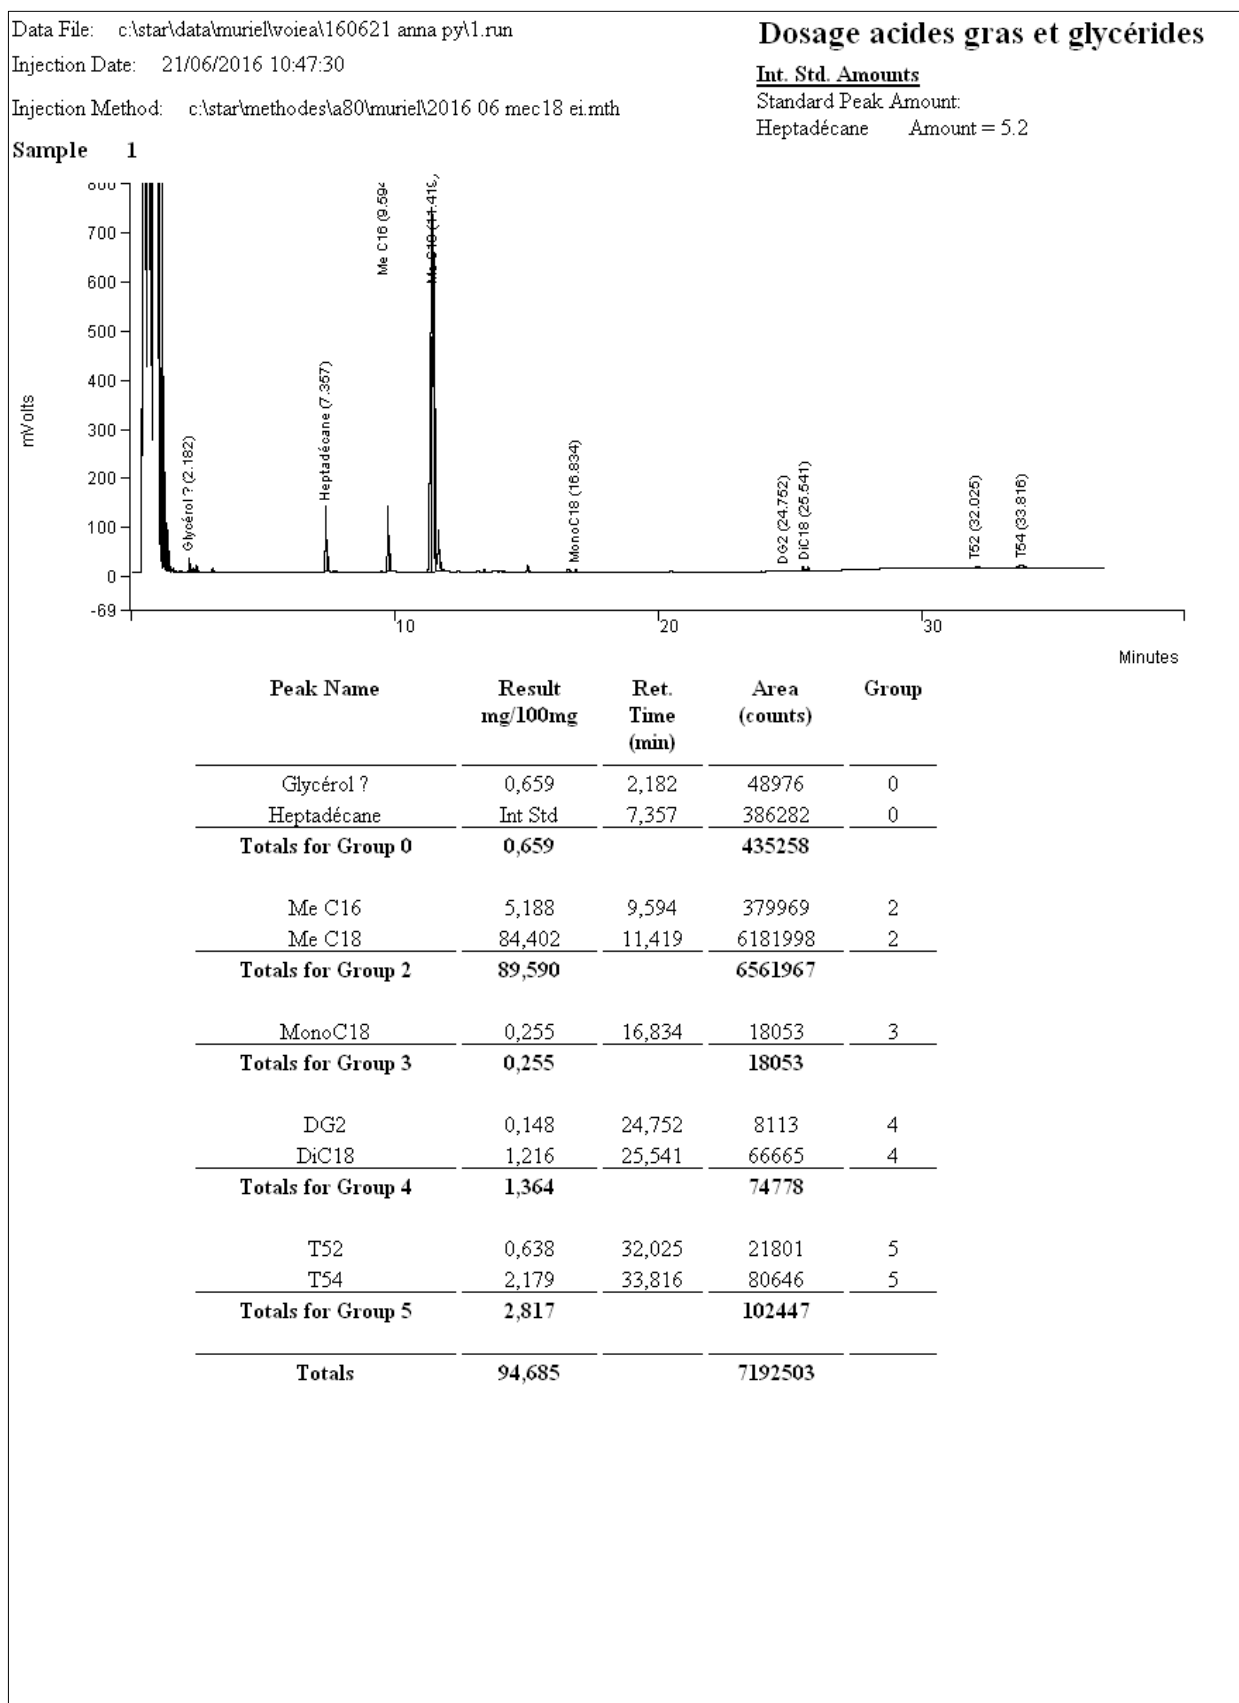 Data File: c:\star\data\muriel\voiea\160621 anna py\1.run
Dosage acides gras et glycérides
Injection Date: 21/06/2016 10:47:30
Int. Std. Amounts
Standard Peak Amount:
Injection Method: c:\star\methodes\a80\muriel\2016 06 mec18 ei.mth
Heptadécane Amount = 5.2
Sample 1
800
700
600
500
400
300
200
100
0
-69
mVolts
Glycérol ? (2.182)
Heptadécane (7.357)
Me C16 (9.594
Me C18 (11.419)
MonoC18 (16.834)
DG2 (24.752)
DiC18 (25.541)
T52 (32.025)
T54 (33.816)
10 20 30
Minutes
Peak Name Result mg/100mg Ret. Time (min) Area (counts) Group
Glycérol ? 0,659 2,182 48976 0
Heptadécane Int Std 7,357 386282 0
Totals for Group 0 0,659 435258
Me C16 5,188 9,594 379969 2
Me C18 84,402 11,419 6181998 2
Totals for Group 2 89,590 6561967
MonoC18 0,255 16,834 18053 3
Totals for Group 3 0,255 18053
DG2 0,148 24,752 8113 4
DiC18 1,216 25,541 66665 4
Totals for Group 4 1,364 74778
T52 0,638 32,025 21801 5
T54 2,179 33,816 80646 5
Totals for Group 5 2,817 102447
Totals 94,685 7192503